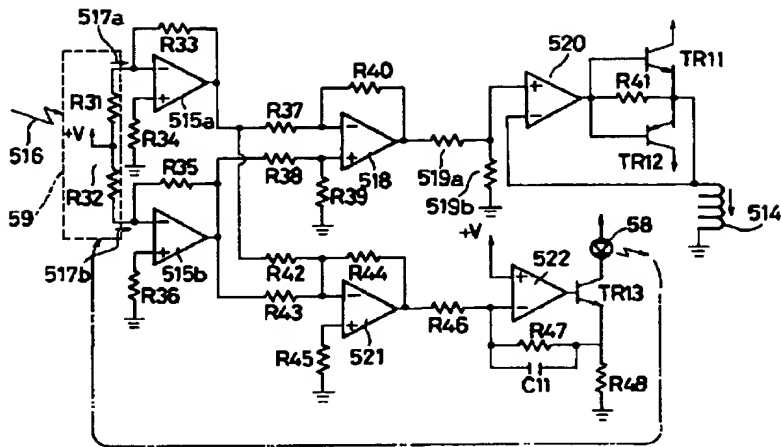 517a
R33
520
TR11
R40
R41
R31
R37
515a
516
+V
R34
518
TR12
R38
R35
519a
R32
59
R39
519b
514
58
+V
517b
515b
522
R42
R44
TR13
R36
R43
R46
R47
R45
521
C11
R48